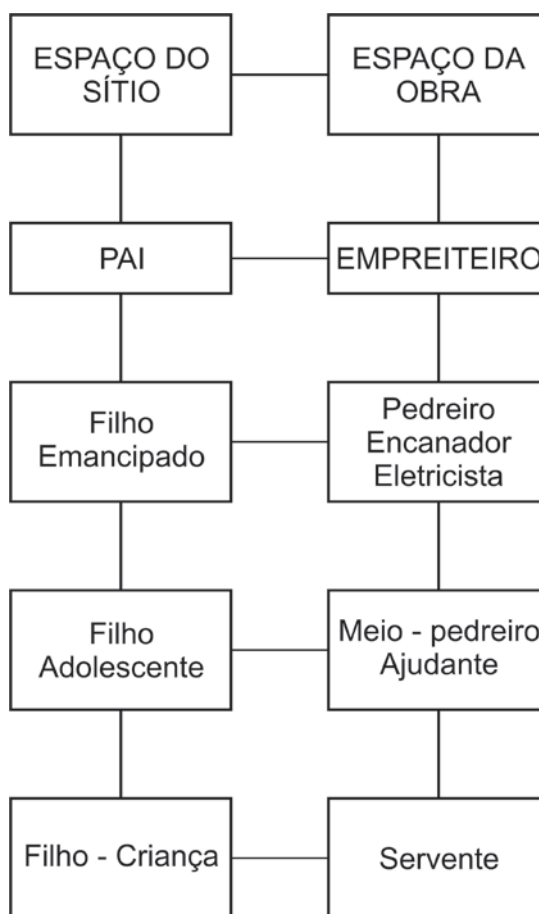 ESPAÇO DO
SÍTIO
ESPAÇO DA
OBRA
PAI
EMPREITEIRO
Filho
Emancipado
Pedreiro
Encanador
Eletricista
Filho
Adolescente
Meio - pedreiro
Ajudante
Filho - Criança
Servente